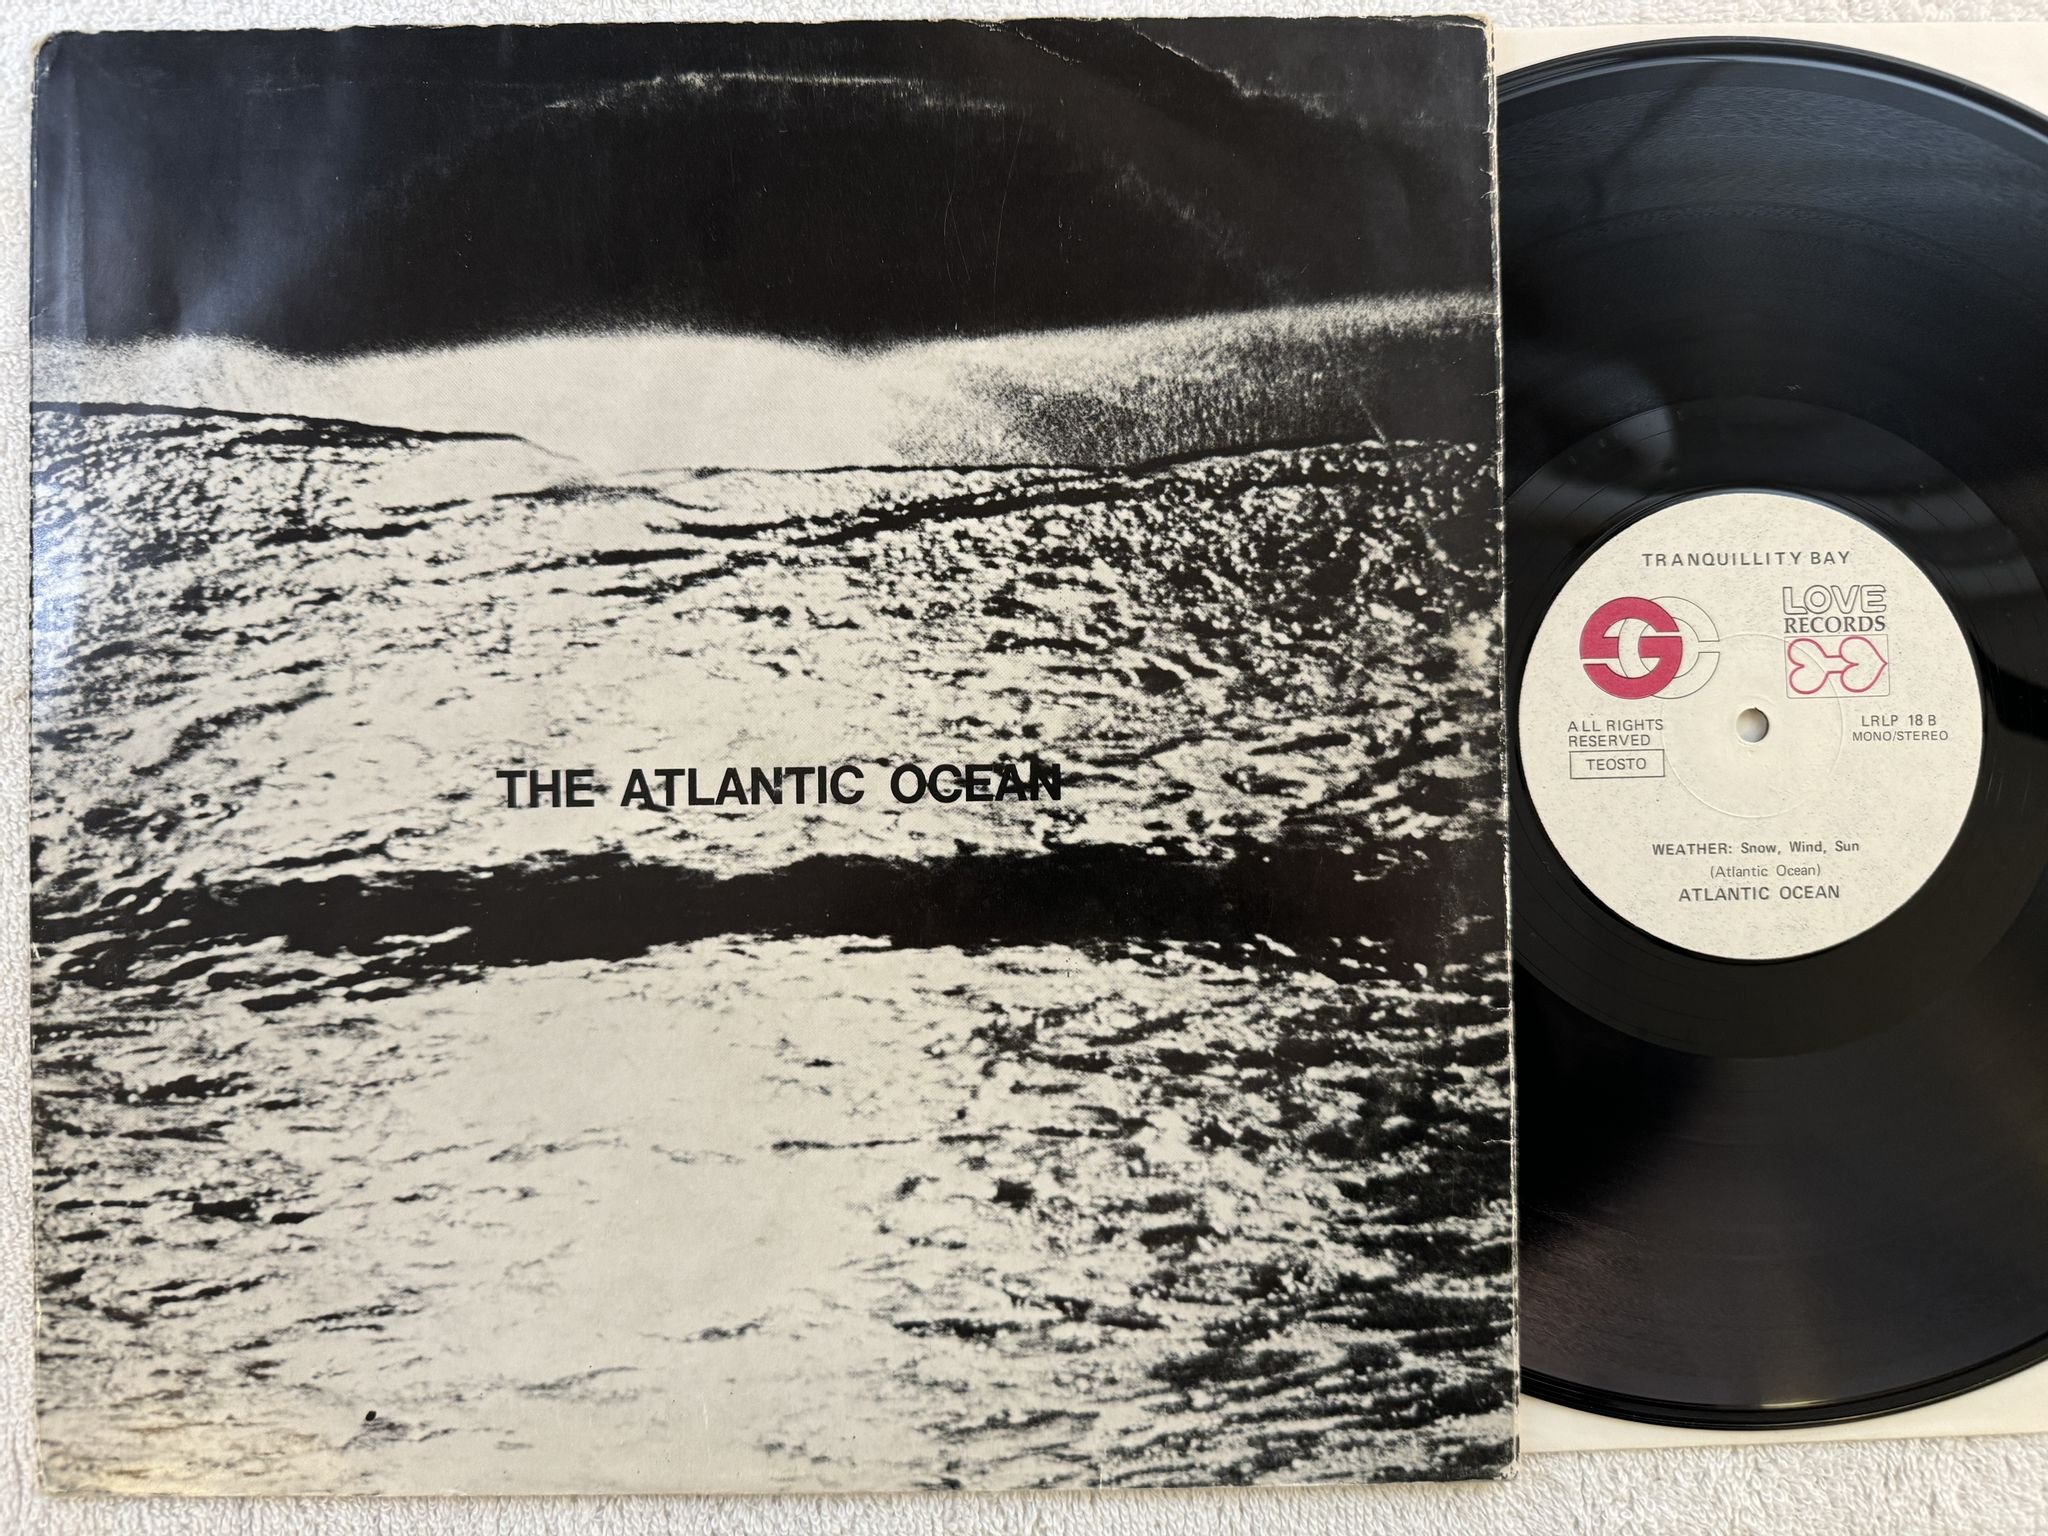 THE ATLANTIC OCEAN
TRANQUILLITY BAY
LOVE
RECORDS
ALL RIGHTS
RESERVED
TEOSTO
LRLP 18 B
MONO/STEREO
WEATHER: Snow, Wind, Sun
(Atlantic Ocean)
ATLANTIC OCEAN